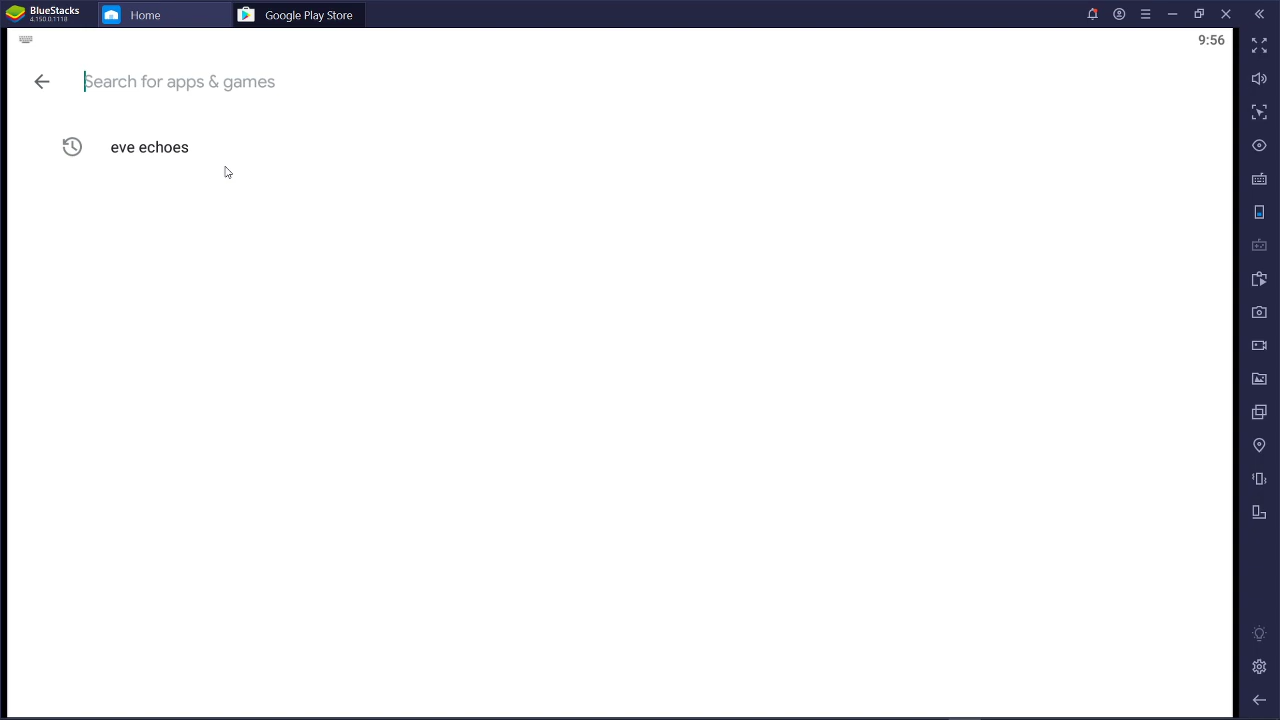 BlueStacks
4.150.0.1118
Home
Google Play Store
9:56
Search for apps & games
eve echoes